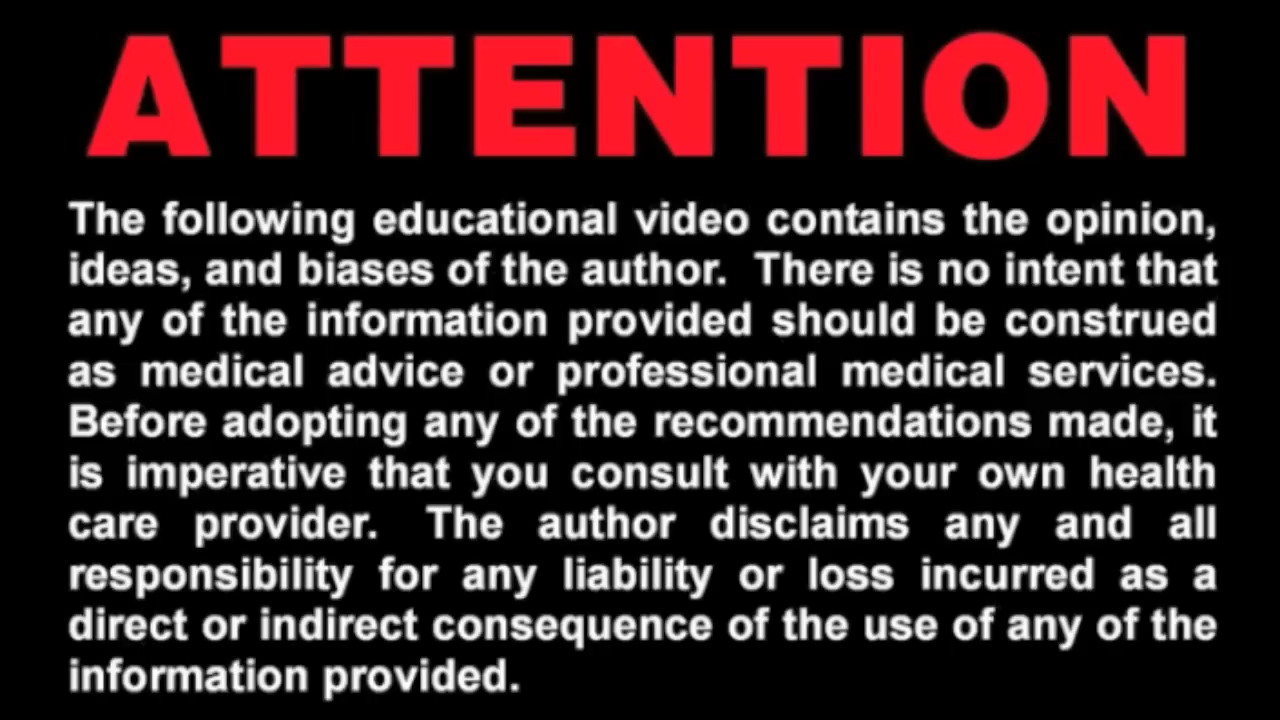 ATTENTION
The following educational video contains the opinion,
ideas, and biases of the author. There is no intent that
any of the information provided should be construed
as medical advice or professional medical services.
Before adopting any of the recommendations made, it
is imperative that you consult with your own health
care provider. The author disclaims any and all
responsibility for any liability or loss incurred as a
direct or indirect consequence of the use of any of the
information provided.